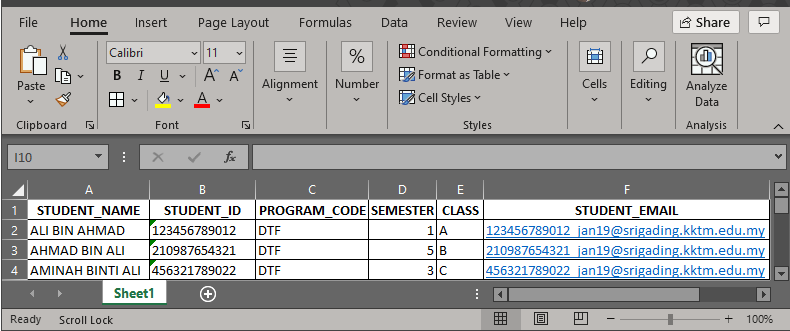 File Home Insert Page Layout Formulas Data Review View Help Share
Calibri 11 Conditional Formatting
Paste B I U A A Alignment Number Format as Table Cells Editing Analyze Data
A Cell Styles
Clipboard Font Styles Analysis
I10 fx
A B C D E F
1 STUDENT_NAME STUDENT_ID PROGRAM_CODE SEMESTER CLASS STUDENT_EMAIL
2 ALI BIN AHMAD 123456789012 DTF 1 A 123456789012_jan19@srigading.kktm.edu.my
3 AHMAD BIN ALI 210987654321 DTF 5 B 210987654321_jan19@srigading.kktm.edu.my
4 AMINAH BINTI ALI 456321789022 DTF 3 C 456321789022_jan19@srigading.kktm.edu.my
Sheet1
Ready Scroll Lock 100%